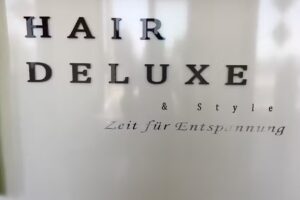 HAIR
DELUXE
& Style
Zeit für Entspannung